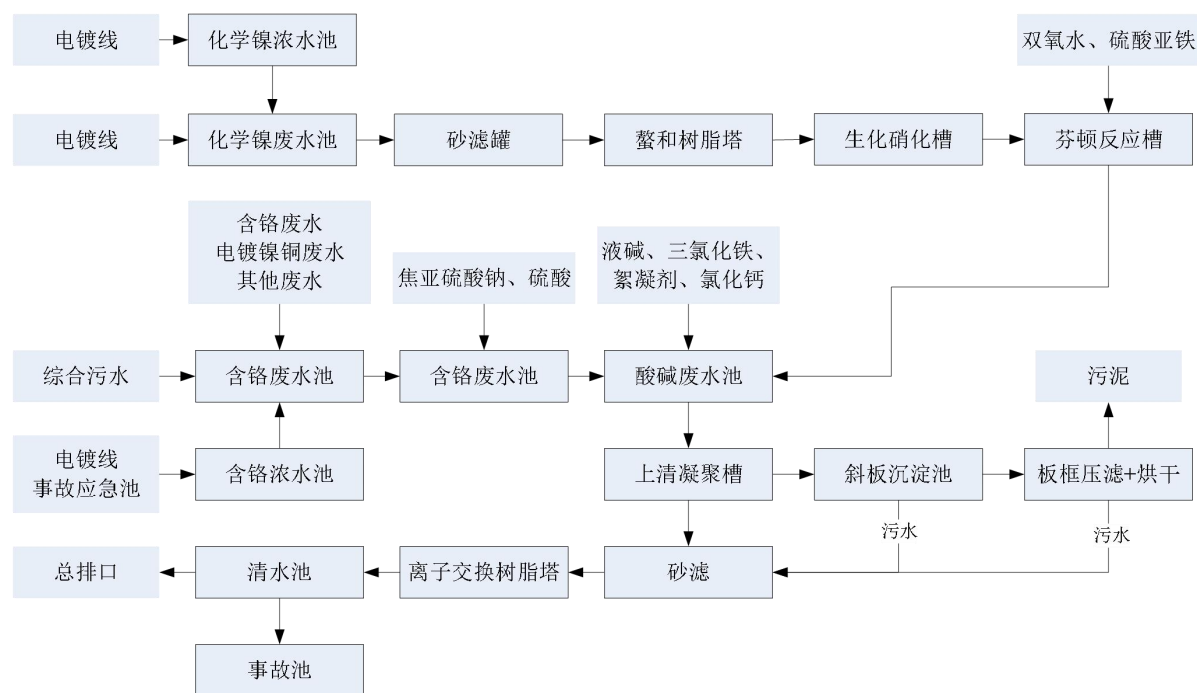 电镀线
化学镍浓水池
双氧水、硫酸亚铁
电镀线
化学镍废水池
砂滤罐
螯和树脂塔
生化硝化槽
芬顿反应槽
含铬废水
电镀镍铜废水
其他废水
焦亚硫酸钠、硫酸
液碱、三氯化铁、
絮凝剂、氯化钙
综合污水
含铬废水池
含铬废水池
酸碱废水池
污泥
电镀线
事故应急池
含铬浓水池
上清凝聚槽
斜板沉淀池
板框压滤+烘干
污水
污水
总排口
清水池
离子交换树脂塔
砂滤
事故池